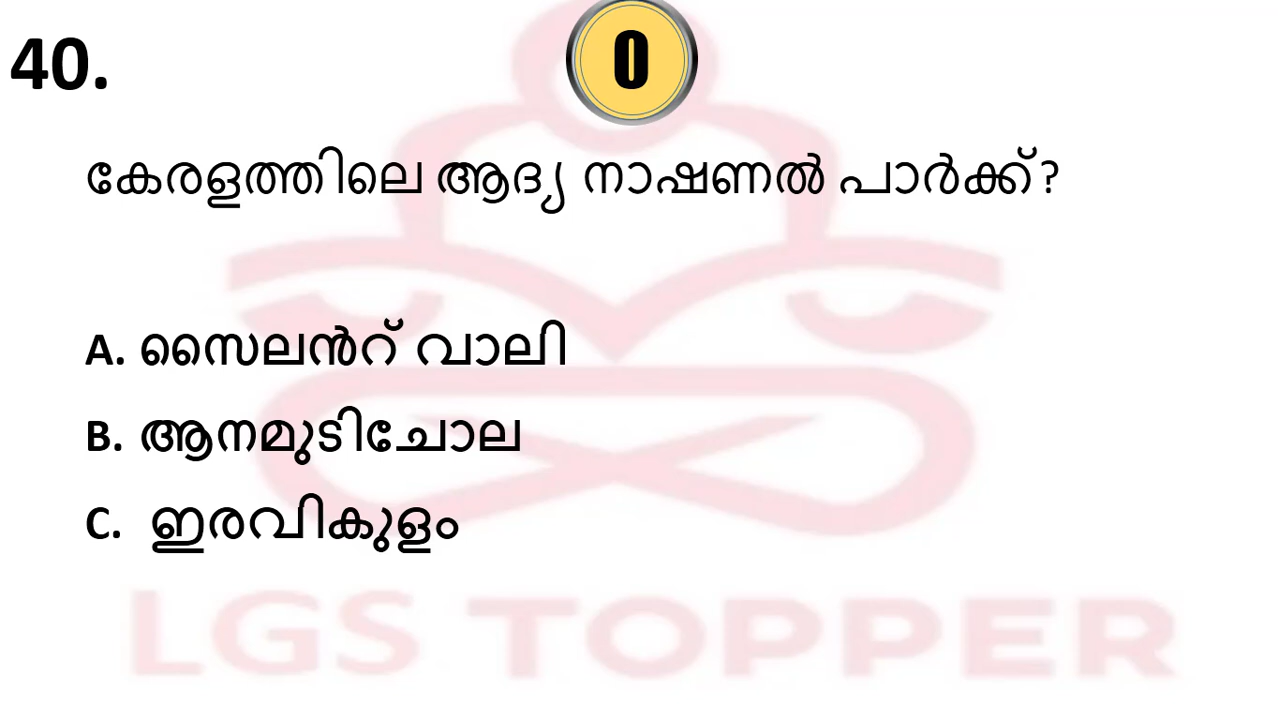 40.
0
കേരളത്തിലെ ആദ്യ നാഷണൽ പാർക്ക്?
A. സൈലൻറ് വാലി
B. ആനമുടിചോല
C. ഇരവികുളം
LGS TOPPER